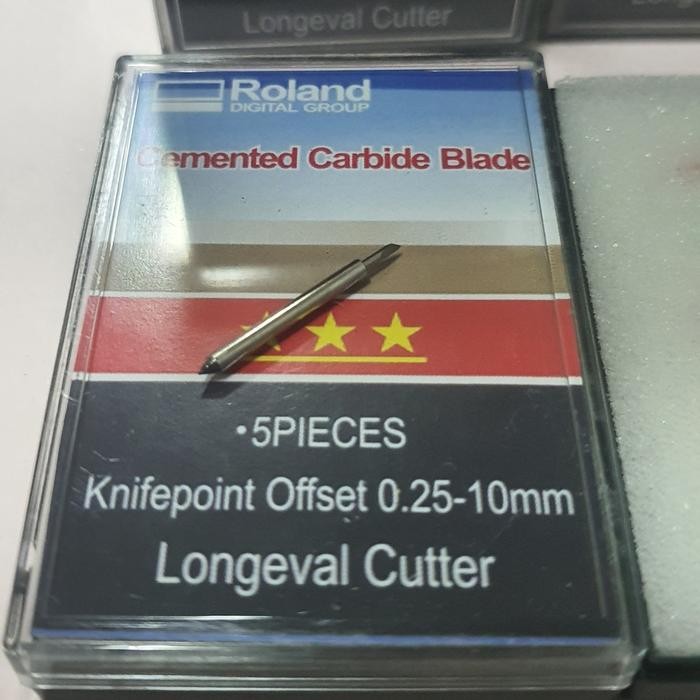 Longeval Cutter
Roland
DIGITAL GROUP
Cemented Carbide Blade
•5PIECES
Knifepoint Offset 0.25-10mm
Longeval Cutter